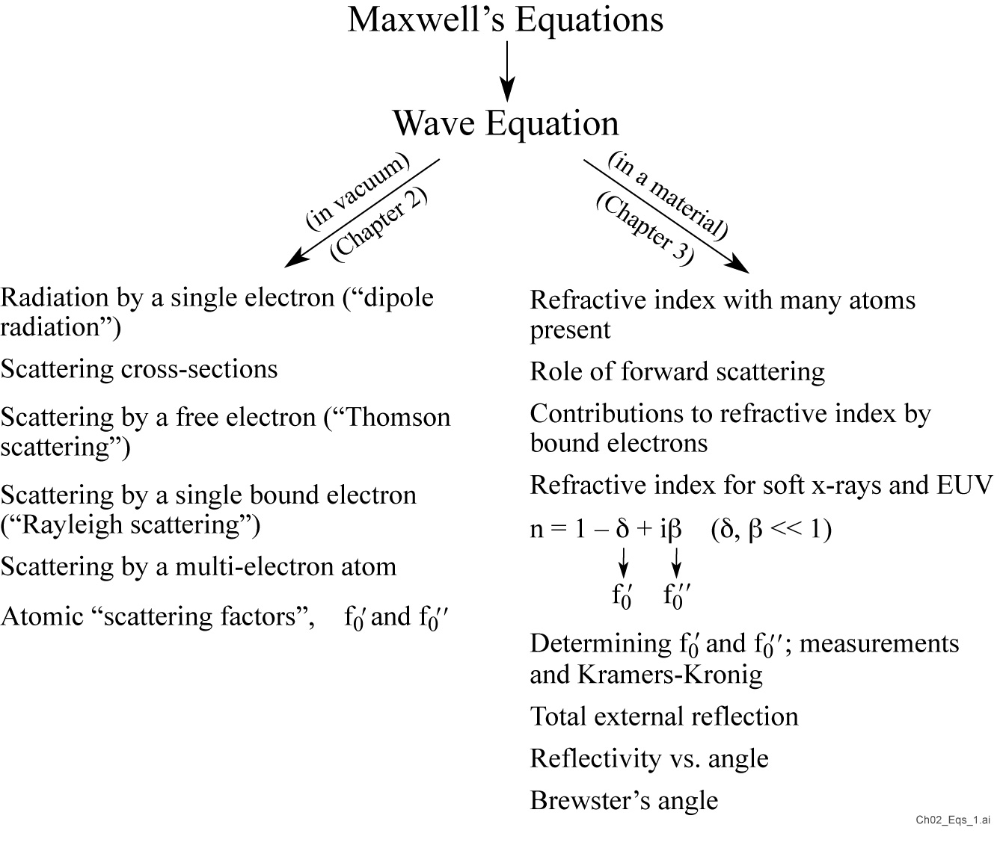 Maxwell’s Equations
Wave Equation
(in vacuum)
(Chapter 2)
(in a material)
(Chapter 3)
Radiation by a single electron (“dipole
radiation”)
Scattering cross-sections
Scattering by a free electron (“Thomson
scattering”)
Scattering by a single bound electron
(“Rayleigh scattering”)
Scattering by a multi-electron atom
Atomic “scattering factors”, f₀′ and f₀′′
Refractive index with many atoms
present
Role of forward scattering
Contributions to refractive index by
bound electrons
Refractive index for soft x-rays and EUV
n = 1 – δ + iβ (δ, β << 1)
f₀′ f₀′′
Determining f₀′ and f₀′′; measurements
and Kramers-Kronig
Total external reflection
Reflectivity vs. angle
Brewster’s angle
Ch02_Eqs_1.ai